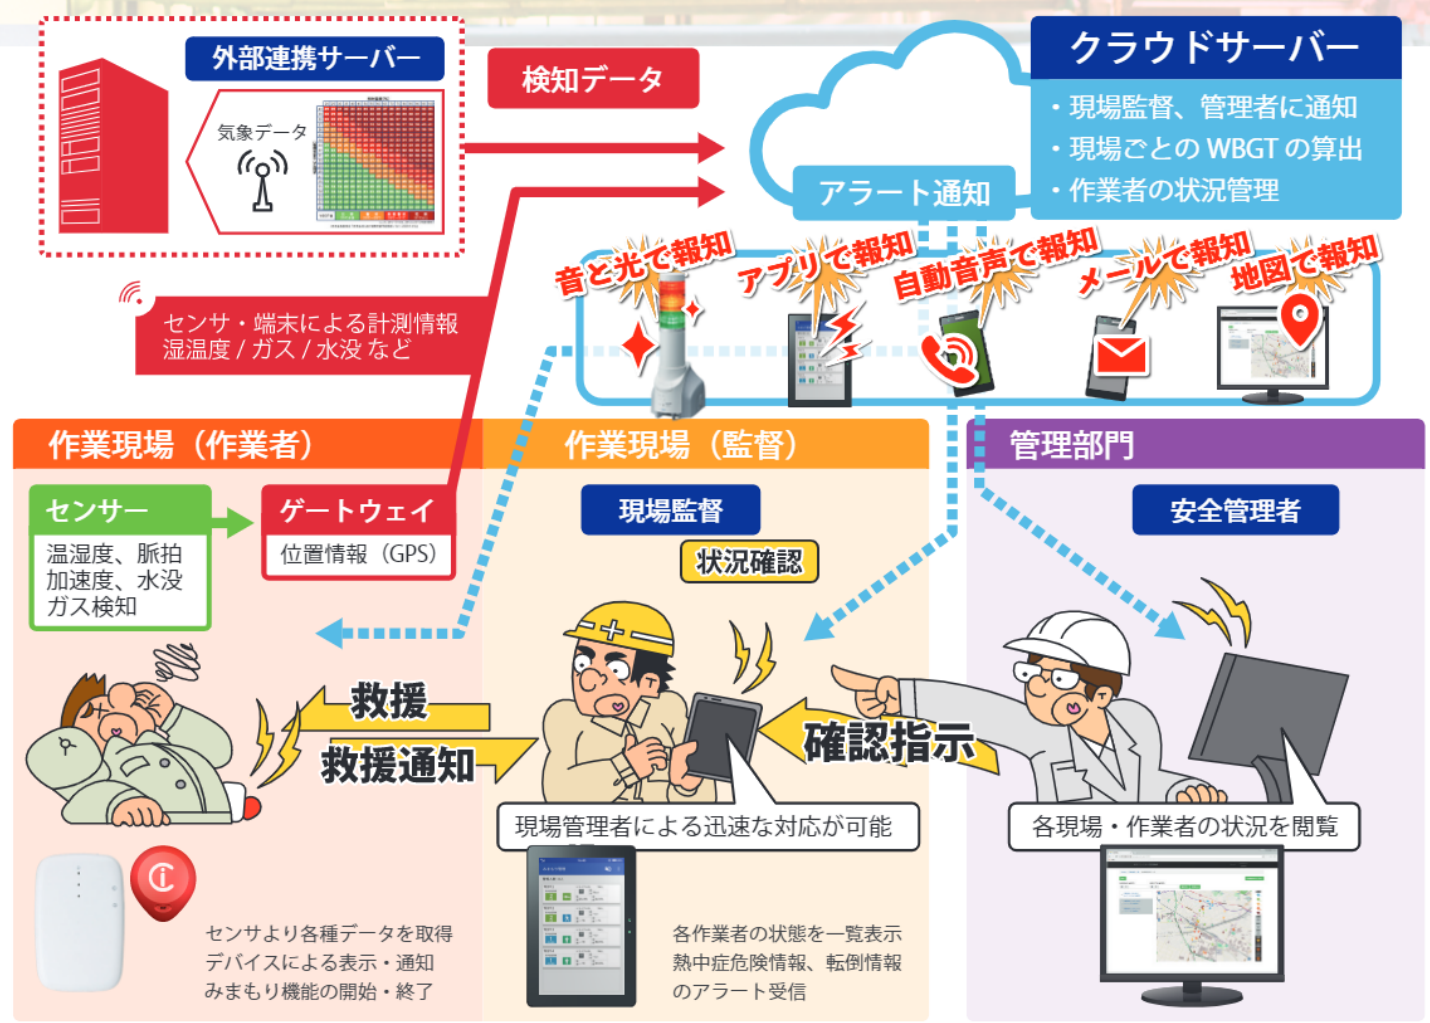 外部連携サーバー
気象データ
検知データ
クラウドサーバー
・現場監督、管理者に通知
・現場ごとの WBGT の算出
・作業者の状況管理
アラート通知
音と光で報知
アプリで報知
自動音声で報知
メールで報知
地図で報知
センサ・端末による計測情報
湿温度 / ガス / 水没 など
作業現場（作業者）
作業現場（監督）
管理部門
センサー
温湿度、脈拍
加速度、水没
ガス検知
ゲートウェイ
位置情報（GPS）
現場監督
状況確認
安全管理者
救援
救援通知
確認指示
現場管理者による迅速な対応が可能
各現場・作業者の状況を閲覧
センサより各種データを取得
デバイスによる表示・通知
みまもり機能の開始・終了
各作業者の状態を一覧表示
熱中症危険情報、転倒情報
のアラート受信